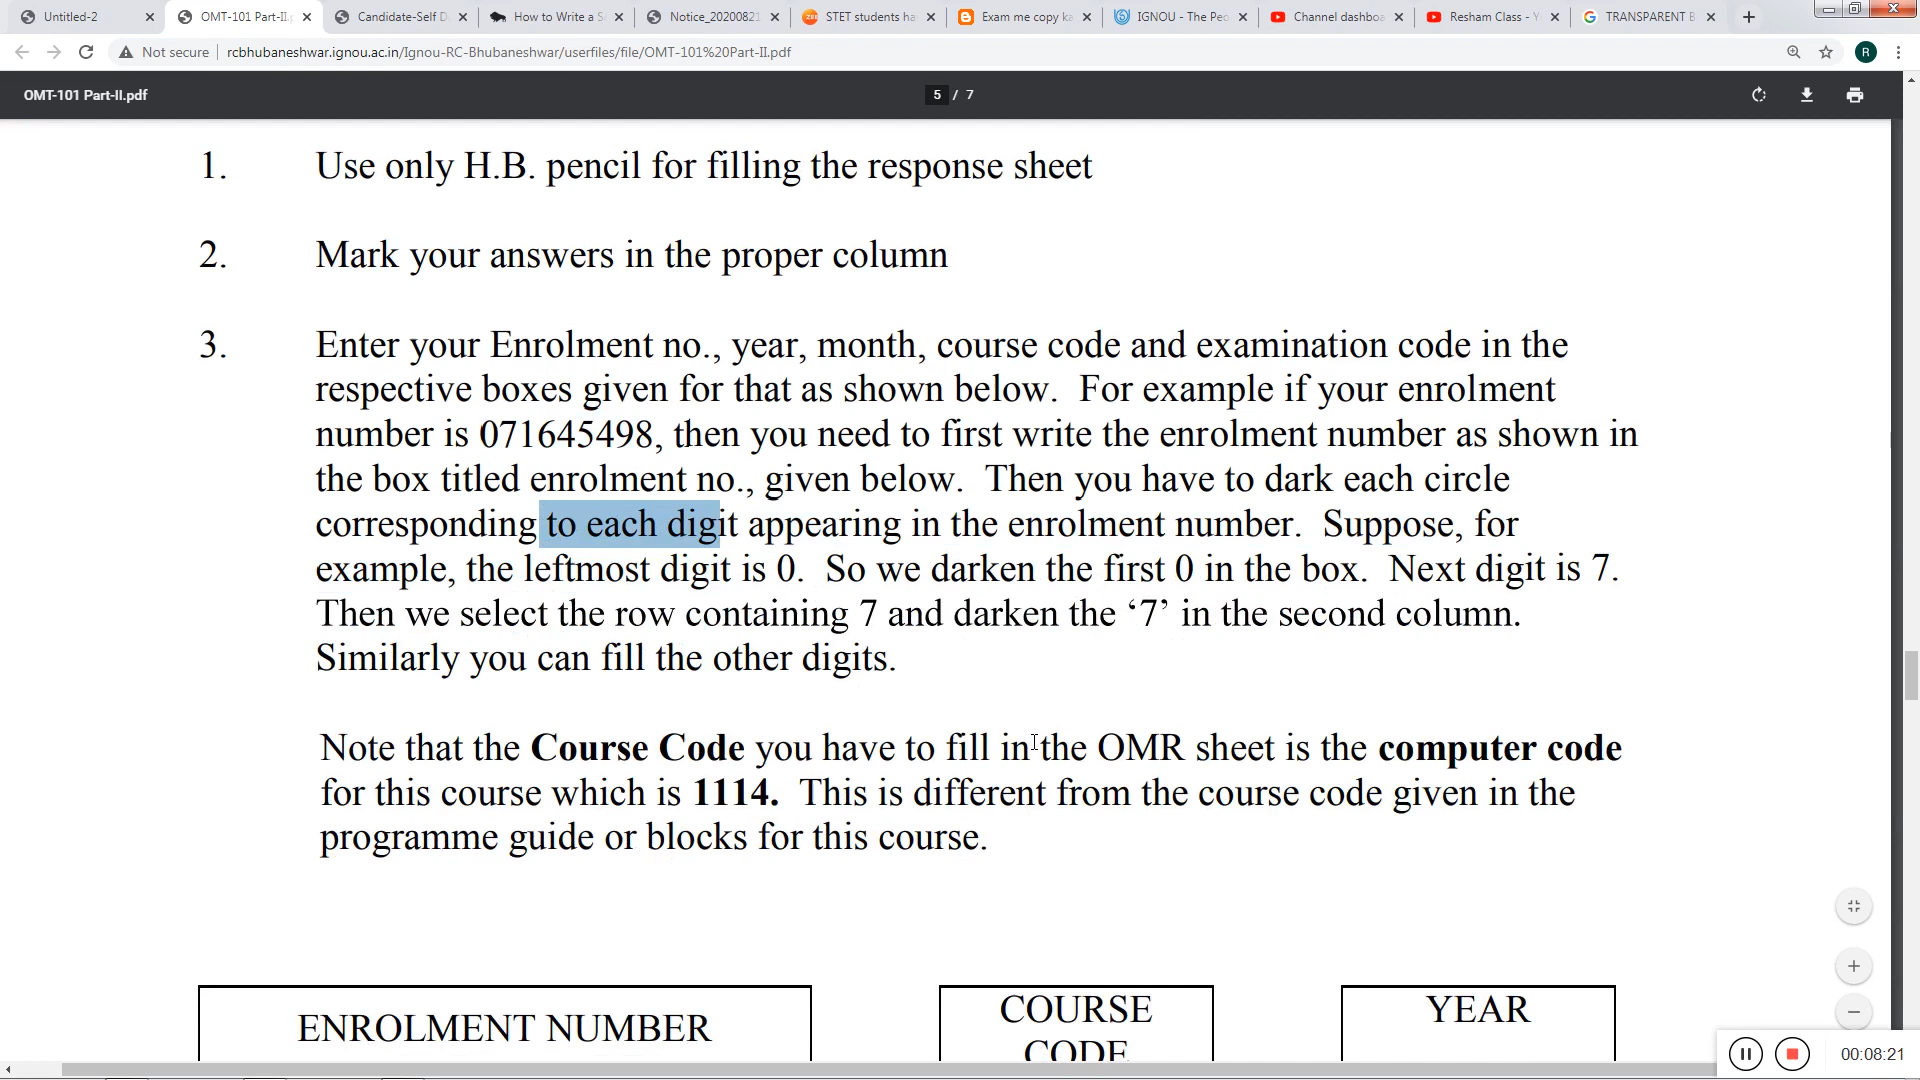 Untitled-2
OMT-101 Part-II.p
Candidate-Self D
How to Write a S
Notice_20200821
STET students ha
Exam me copy ka
IGNOU - The Peo
Channel dashboa
Resham Class - Y
TRANSPARENT B
Not secure
rcbhubaneshwar.ignou.ac.in/Ignou-RC-Bhubaneshwar/userfiles/file/OMT-101%20Part-II.pdf
R
OMT-101 Part-II.pdf
5 / 7
1. Use only H.B. pencil for filling the response sheet
2. Mark your answers in the proper column
3. Enter your Enrolment no., year, month, course code and examination code in the
respective boxes given for that as shown below. For example if your enrolment
number is 071645498, then you need to first write the enrolment number as shown in
the box titled enrolment no., given below. Then you have to dark each circle
corresponding to each digit appearing in the enrolment number. Suppose, for
example, the leftmost digit is 0. So we darken the first 0 in the box. Next digit is 7.
Then we select the row containing 7 and darken the ‘7’ in the second column.
Similarly you can fill the other digits.
Note that the Course Code you have to fill in the OMR sheet is the computer code
for this course which is 1114. This is different from the course code given in the
programme guide or blocks for this course.
ENROLMENT NUMBER
COURSE
CODE
YEAR
00:08:21